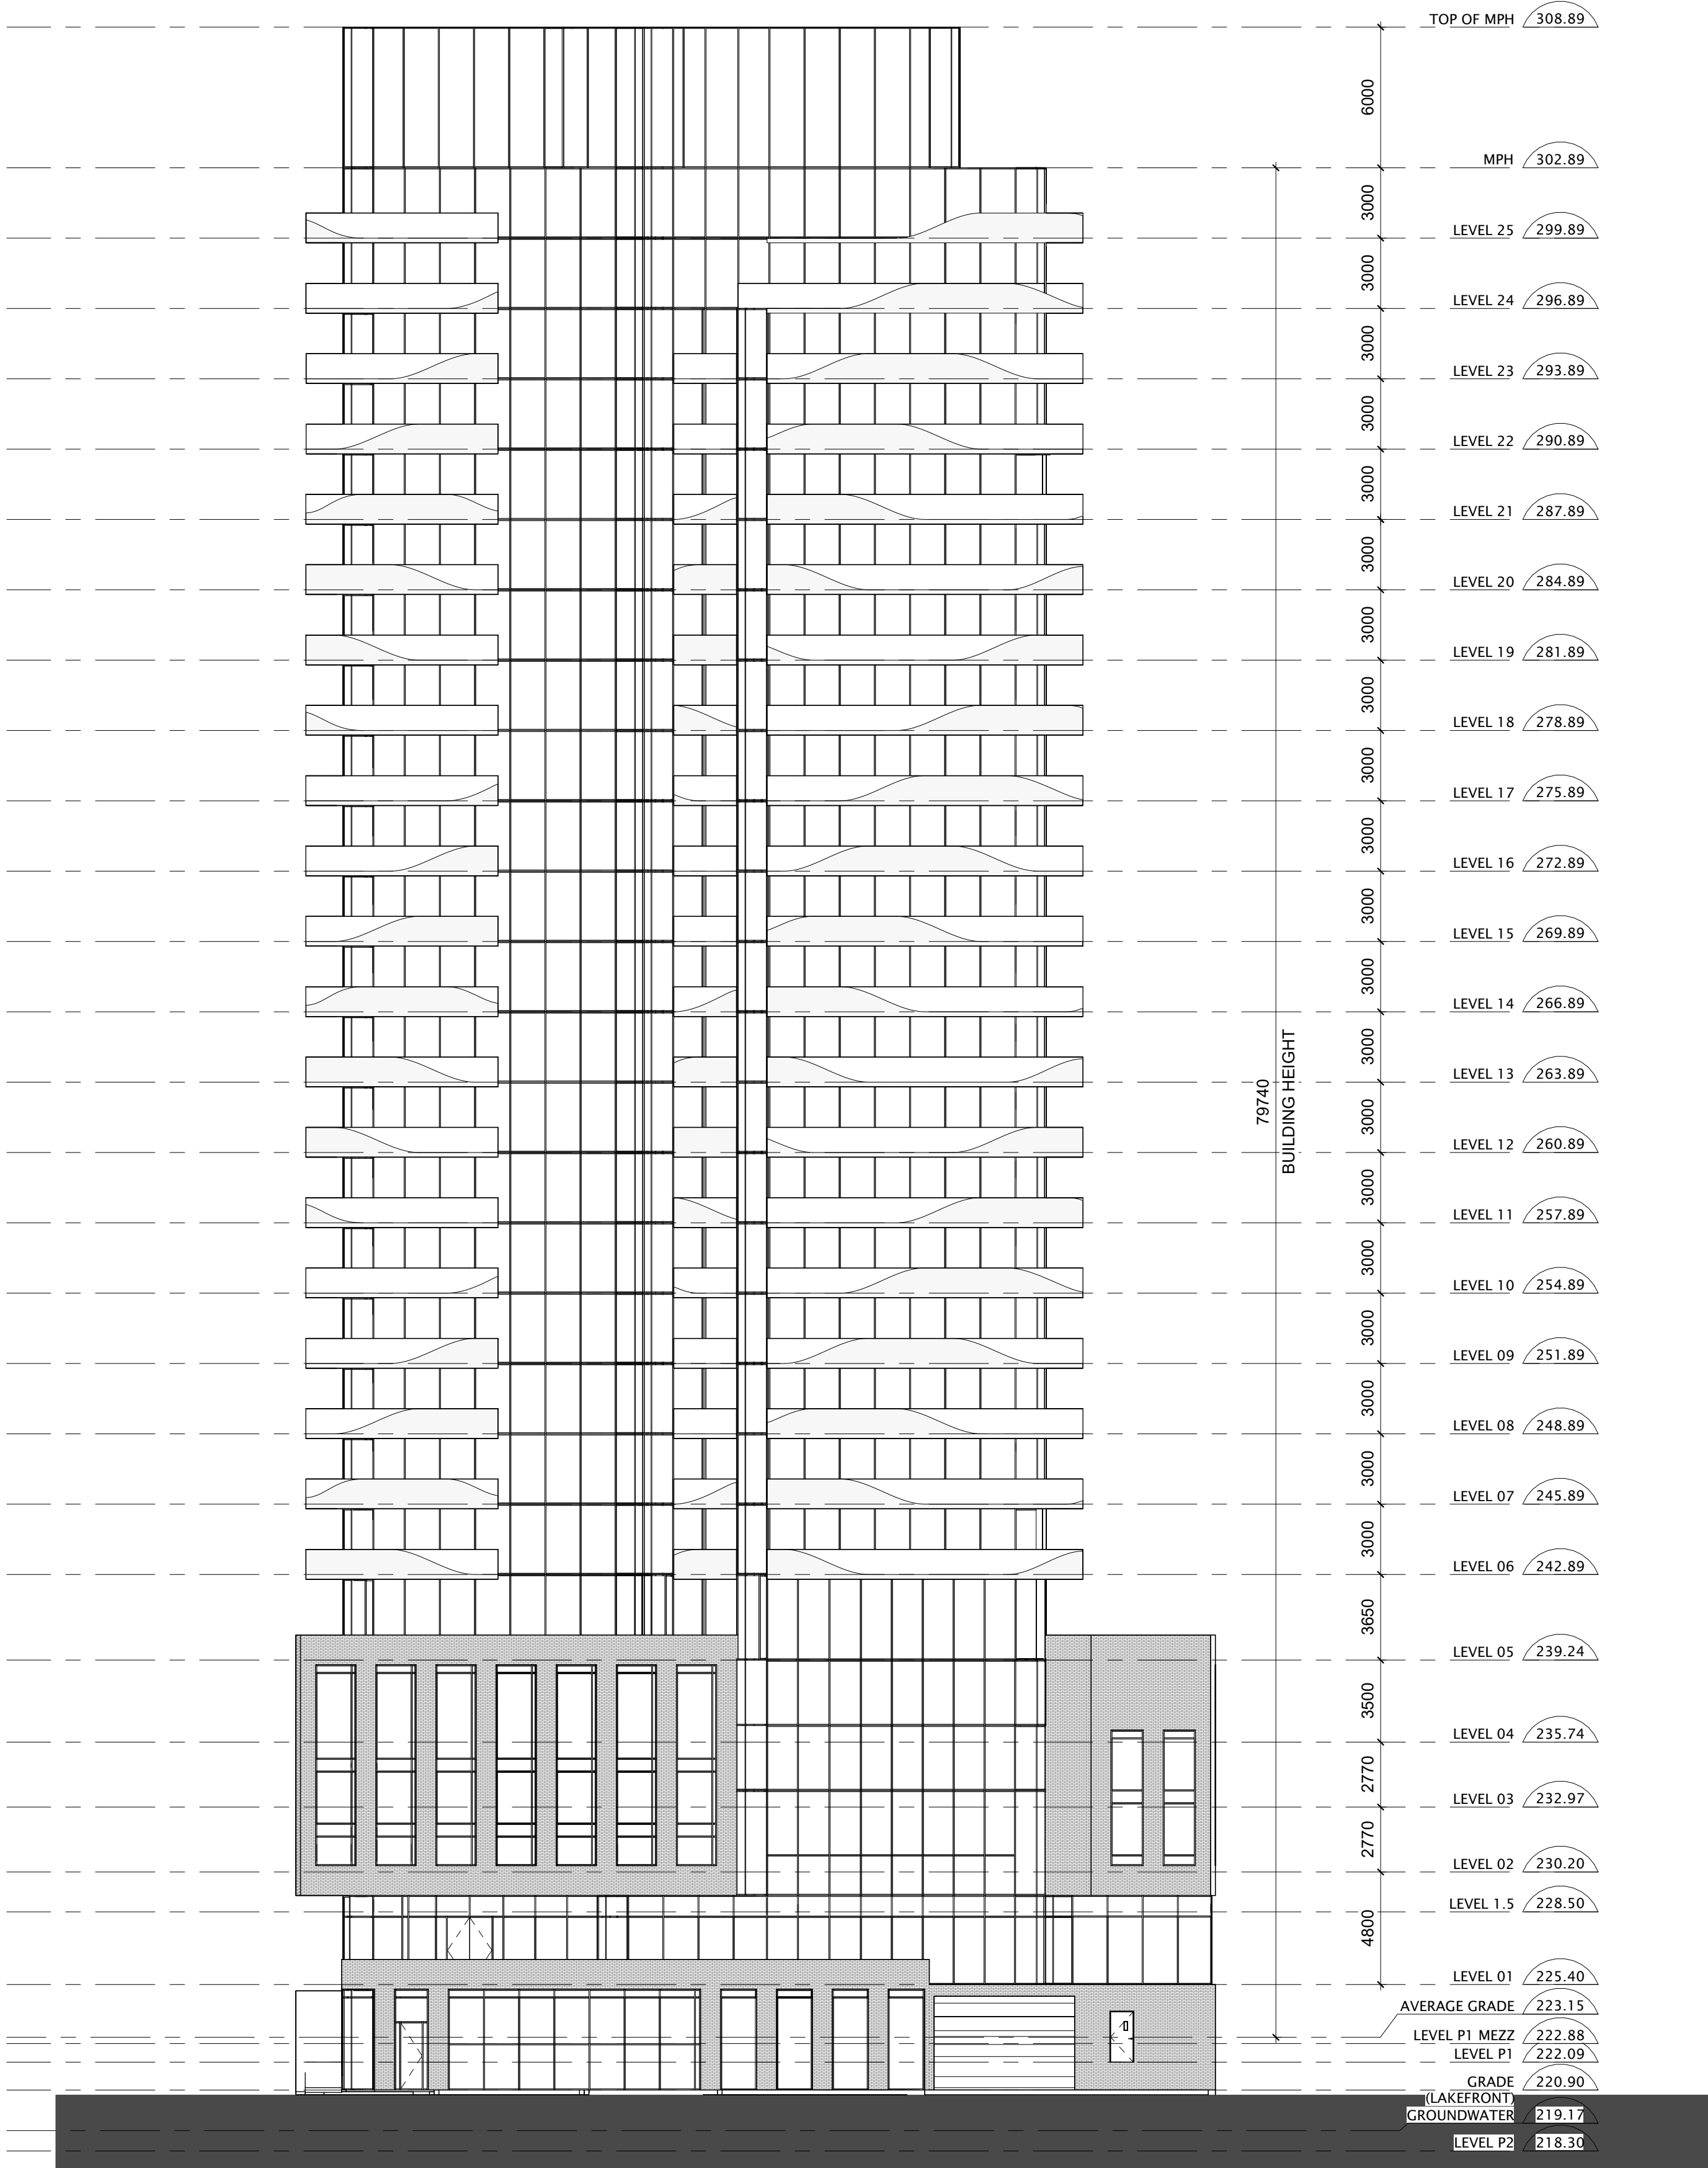 TOP OF MPH 308.89
6000
MPH 302.89
3000
LEVEL 25 299.89
3000
LEVEL 24 296.89
3000
LEVEL 23 293.89
3000
LEVEL 22 290.89
3000
LEVEL 21 287.89
3000
LEVEL 20 284.89
3000
LEVEL 19 281.89
3000
LEVEL 18 278.89
3000
LEVEL 17 275.89
3000
LEVEL 16 272.89
3000
LEVEL 15 269.89
3000
LEVEL 14 266.89
3000
LEVEL 13 263.89
79740
BUILDING HEIGHT
3000
LEVEL 12 260.89
3000
LEVEL 11 257.89
3000
LEVEL 10 254.89
3000
LEVEL 09 251.89
3000
LEVEL 08 248.89
3000
LEVEL 07 245.89
3000
LEVEL 06 242.89
3650
LEVEL 05 239.24
3500
LEVEL 04 235.74
2770
LEVEL 03 232.97
2770
LEVEL 02 230.20
LEVEL 1.5 228.50
4800
LEVEL 01 225.40
AVERAGE GRADE 223.15
LEVEL P1 MEZZ 222.88
LEVEL P1 222.09
GRADE 220.90
(LAKEFRONT)
GROUNDWATER 219.17
LEVEL P2 218.30